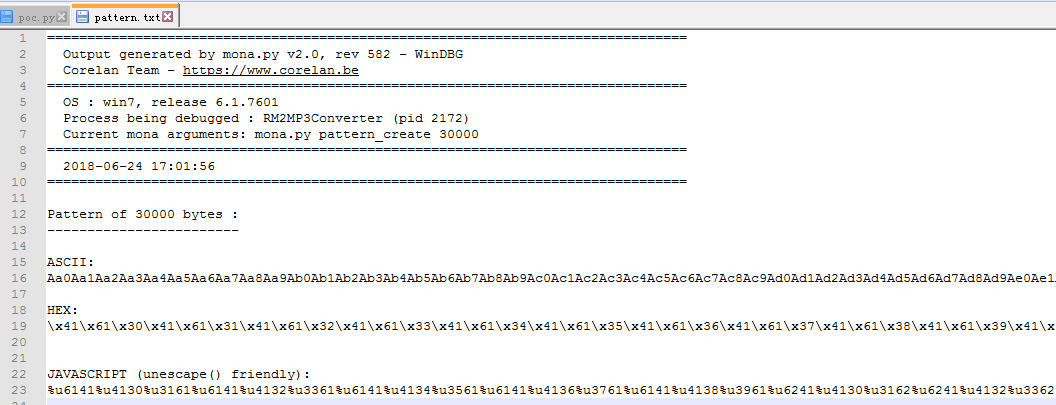 poc.py pattern.txt
1 ================================================================================
2 Output generated by mona.py v2.0, rev 582 - WinDBG
3 Corelan Team - https://www.corelan.be
4 ================================================================================
5 OS : win7, release 6.1.7601
6 Process being debugged : RM2MP3Converter (pid 2172)
7 Current mona arguments: mona.py pattern_create 30000
8 ================================================================================
9 2018-06-24 17:01:56
10 ================================================================================
11
12 Pattern of 30000 bytes :
13 ------------------------
14
15 ASCII:
16 Aa0Aa1Aa2Aa3Aa4Aa5Aa6Aa7Aa8Aa9Ab0Ab1Ab2Ab3Ab4Ab5Ab6Ab7Ab8Ab9Ac0Ac1Ac2Ac3Ac4Ac5Ac6Ac7Ac8Ac9Ad0Ad1Ad2Ad3Ad4Ad5Ad6Ad7Ad8Ad9Ae0Ae1
17
18 HEX:
19 \x41\x61\x30\x41\x61\x31\x41\x61\x32\x41\x61\x33\x41\x61\x34\x41\x61\x35\x41\x61\x36\x41\x61\x37\x41\x61\x38\x41\x61\x39\x41\x
20
21
22 JAVASCRIPT (unescape() friendly):
23 %u6141%u4130%u3161%u6141%u4132%u3361%u6141%u4134%u3561%u6141%u4136%u3761%u6141%u4138%u3961%u6241%u4130%u3162%u6241%u4132%u3362